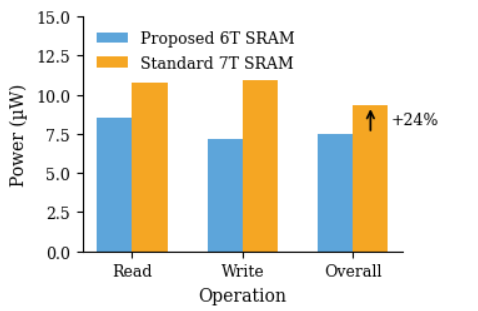 15.0
12.5
10.0
7.5
5.0
2.5
0.0
Power (µW)
Proposed 6T SRAM
Standard 7T SRAM
+24%
Read Write Overall
Operation